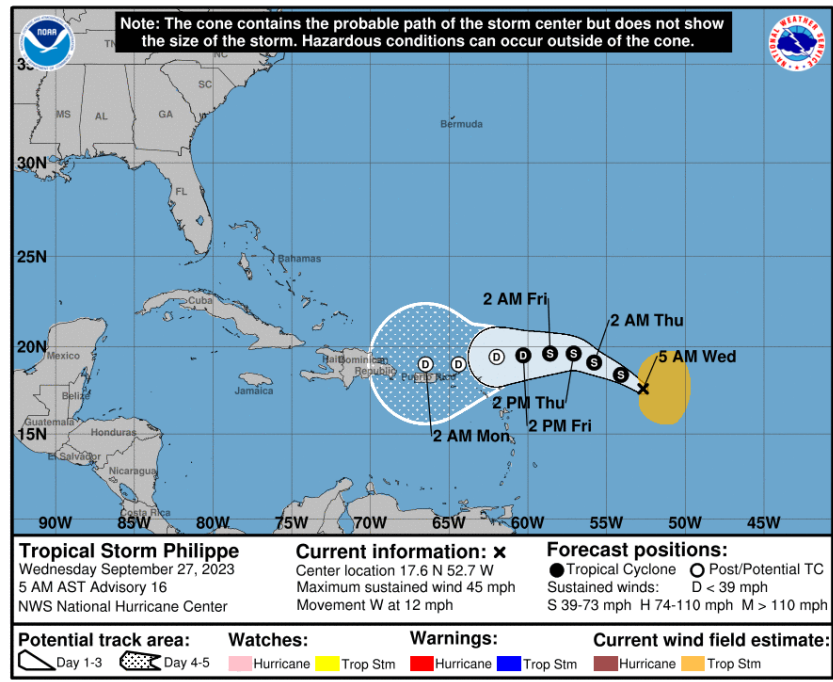 Note: The cone contains the probable path of the storm center but does not show
the size of the storm. Hazardous conditions can occur outside of the cone.
NOAA
NATIONAL WEATHER SERVICE
TN
NC
SC
MS
AL
GA
FL
Bermuda
30N
25N
20N
15N
Bahamas
Cuba
Mexico
Belize
Jamaica
Dominican
Republic
Puerto Rico
Guatemala
Honduras
El Salvador
Nicaragua
Costa Rica
2 AM Fri
2 AM Thu
5 AM Wed
D D D D S S S S
2 PM Thu
2 PM Fri
2 AM Mon
90W 85W 80W 75W 70W 65W 60W 55W 50W 45W
Tropical Storm Philippe
Wednesday September 27, 2023
5 AM AST Advisory 16
NWS National Hurricane Center
Current information: x
Center location 17.6 N 52.7 W
Maximum sustained wind 45 mph
Movement W at 12 mph
Forecast positions:
Tropical Cyclone Post/Potential TC
Sustained winds: D < 39 mph
S 39-73 mph H 74-110 mph M > 110 mph
Potential track area:
Day 1-3 Day 4-5
Watches:
Hurricane Trop Stm
Warnings:
Hurricane Trop Stm
Current wind field estimate:
Hurricane Trop Stm